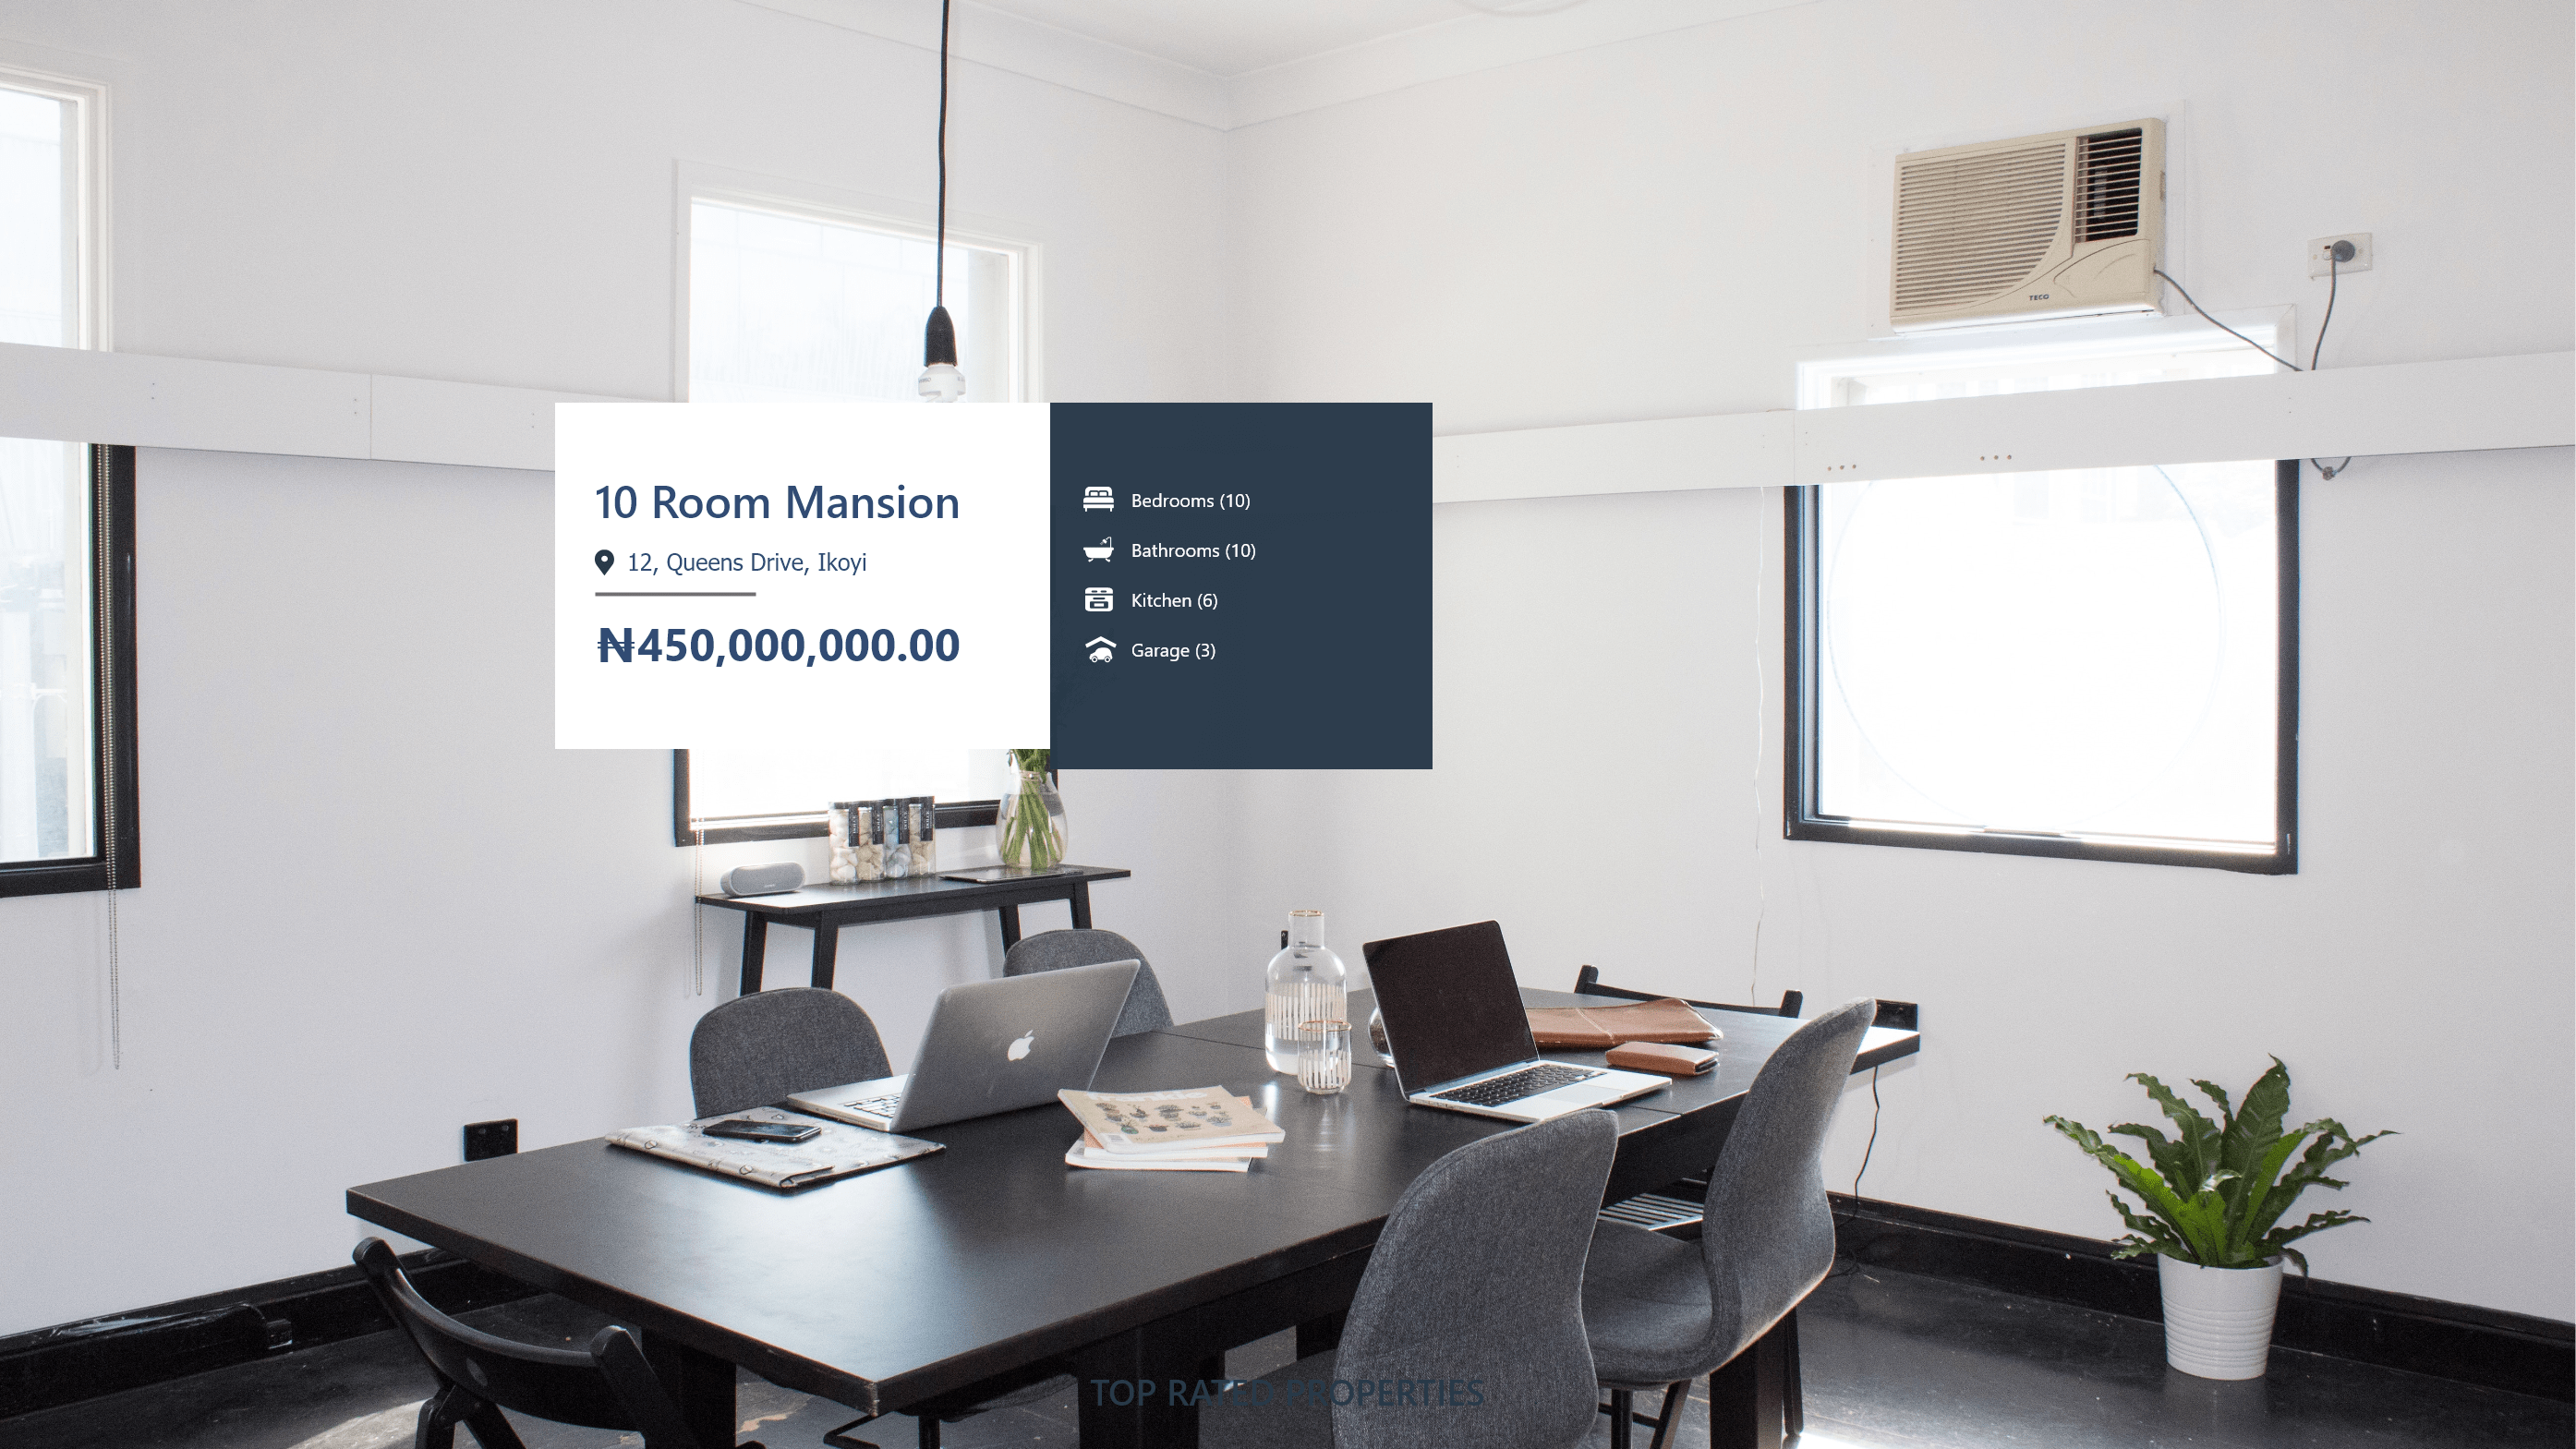 TECO
10 Room Mansion
12, Queens Drive, Ikoyi
₦450,000,000.00
Bedrooms (10)
Bathrooms (10)
Kitchen (6)
Garage (3)
TOP RATED PROPERTIES